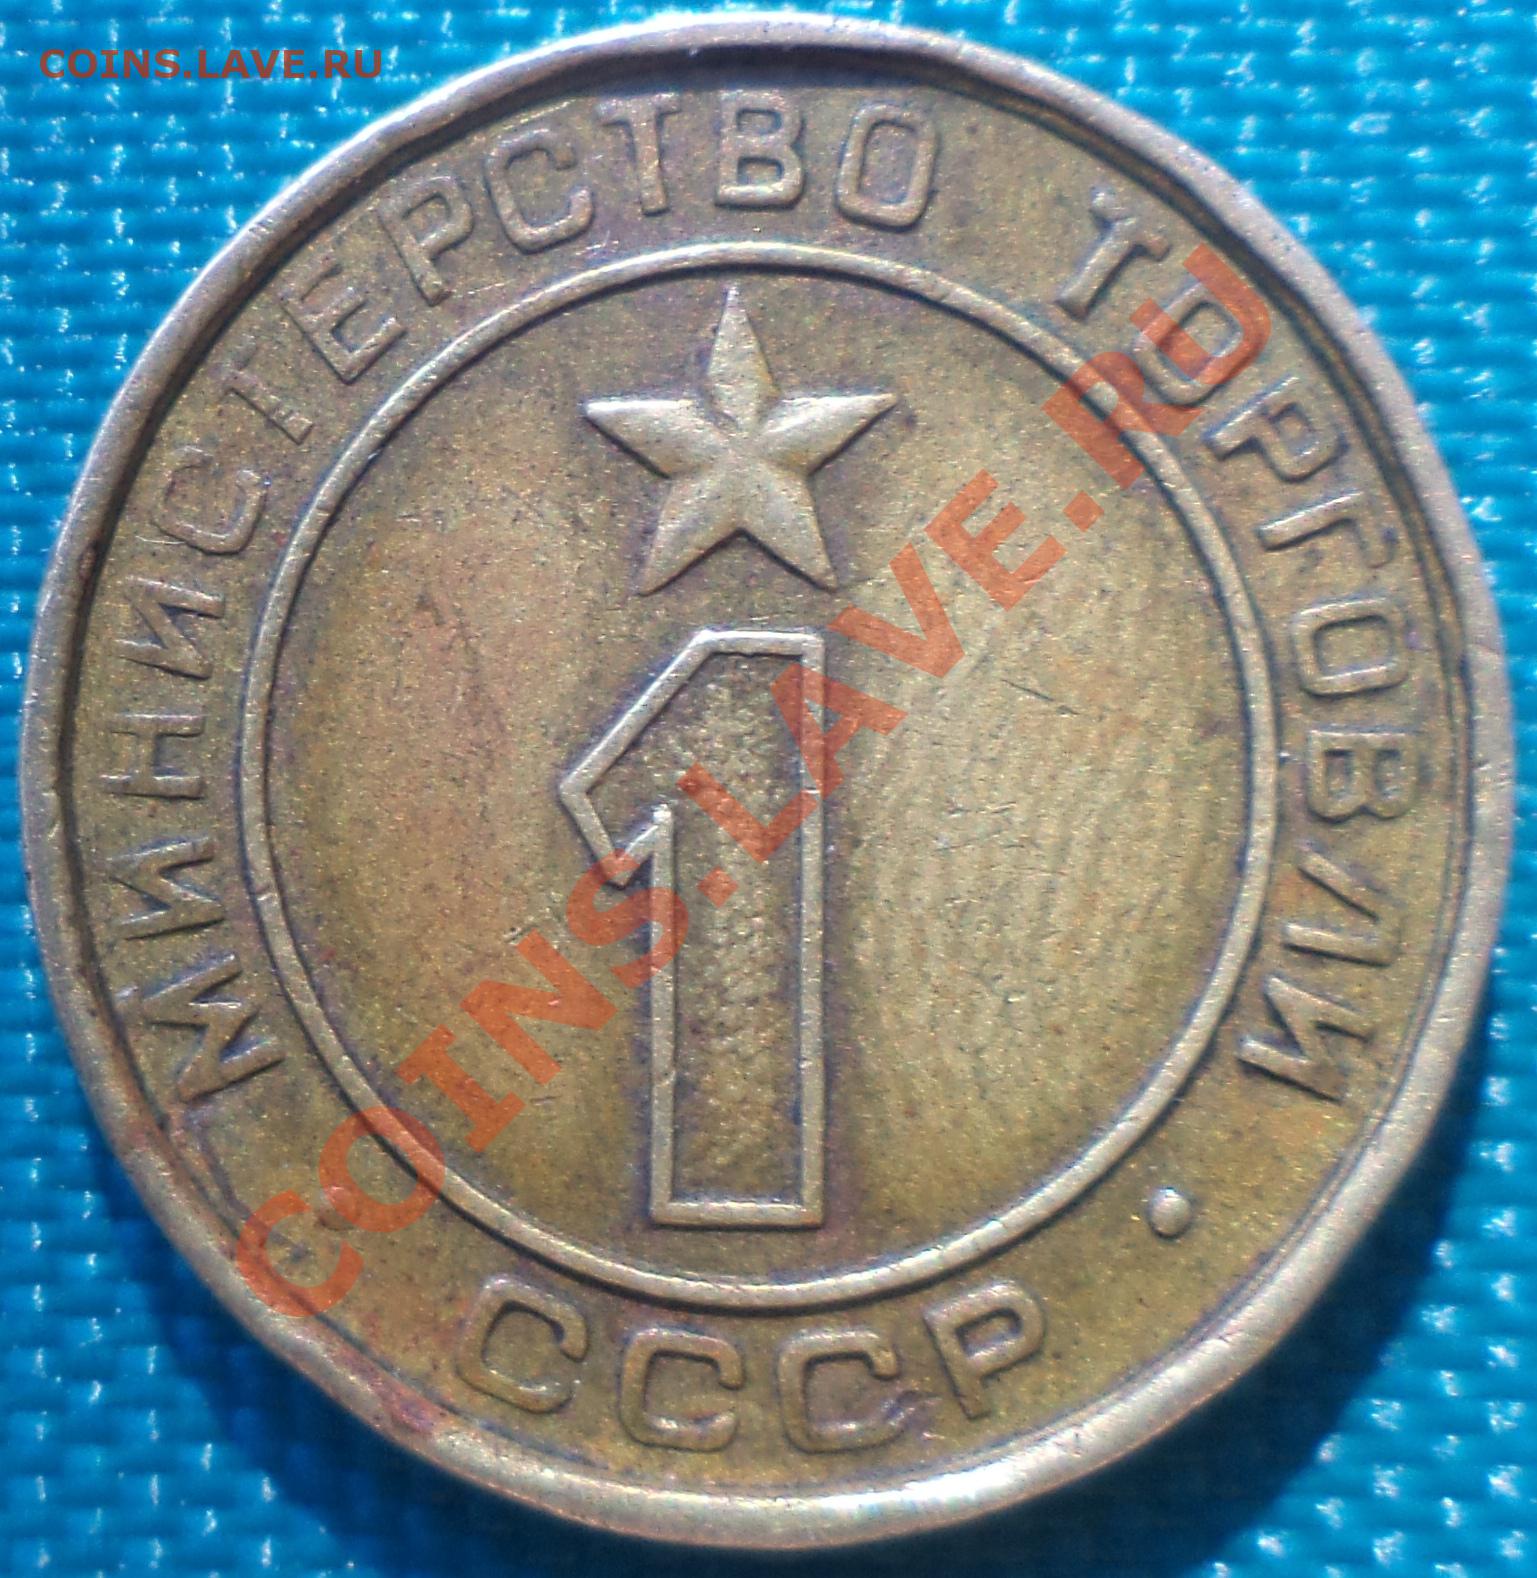 COINS.LAVE.RU
МИНИСТЕРСТВО ТОРГОВЛИ
1
СССР
COINS.LAVE.RU